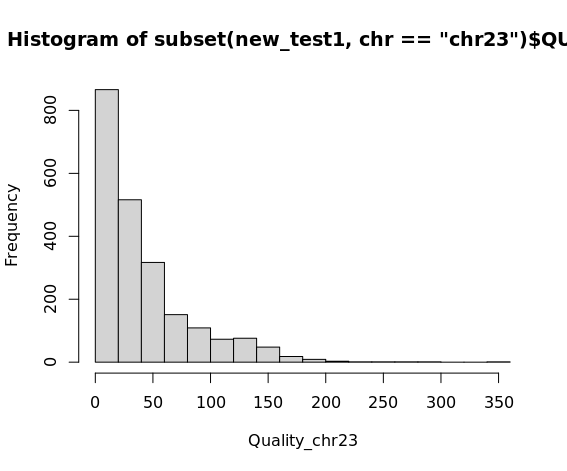 Histogram of subset(new_test1, chr == "chr23")$QU
Frequency
800
600
400
200
0
0 50 100 150 200 250 300 350
Quality_chr23